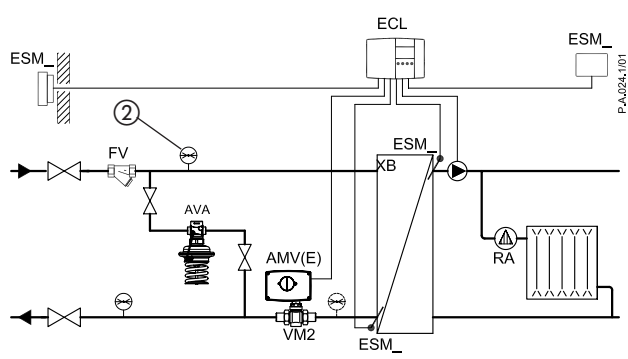 ECL
ESM_
ESM_
P.A.024.1/01
2
FV
ESM_
XB
AVA
AMV(E)
RA
VM2
ESM_